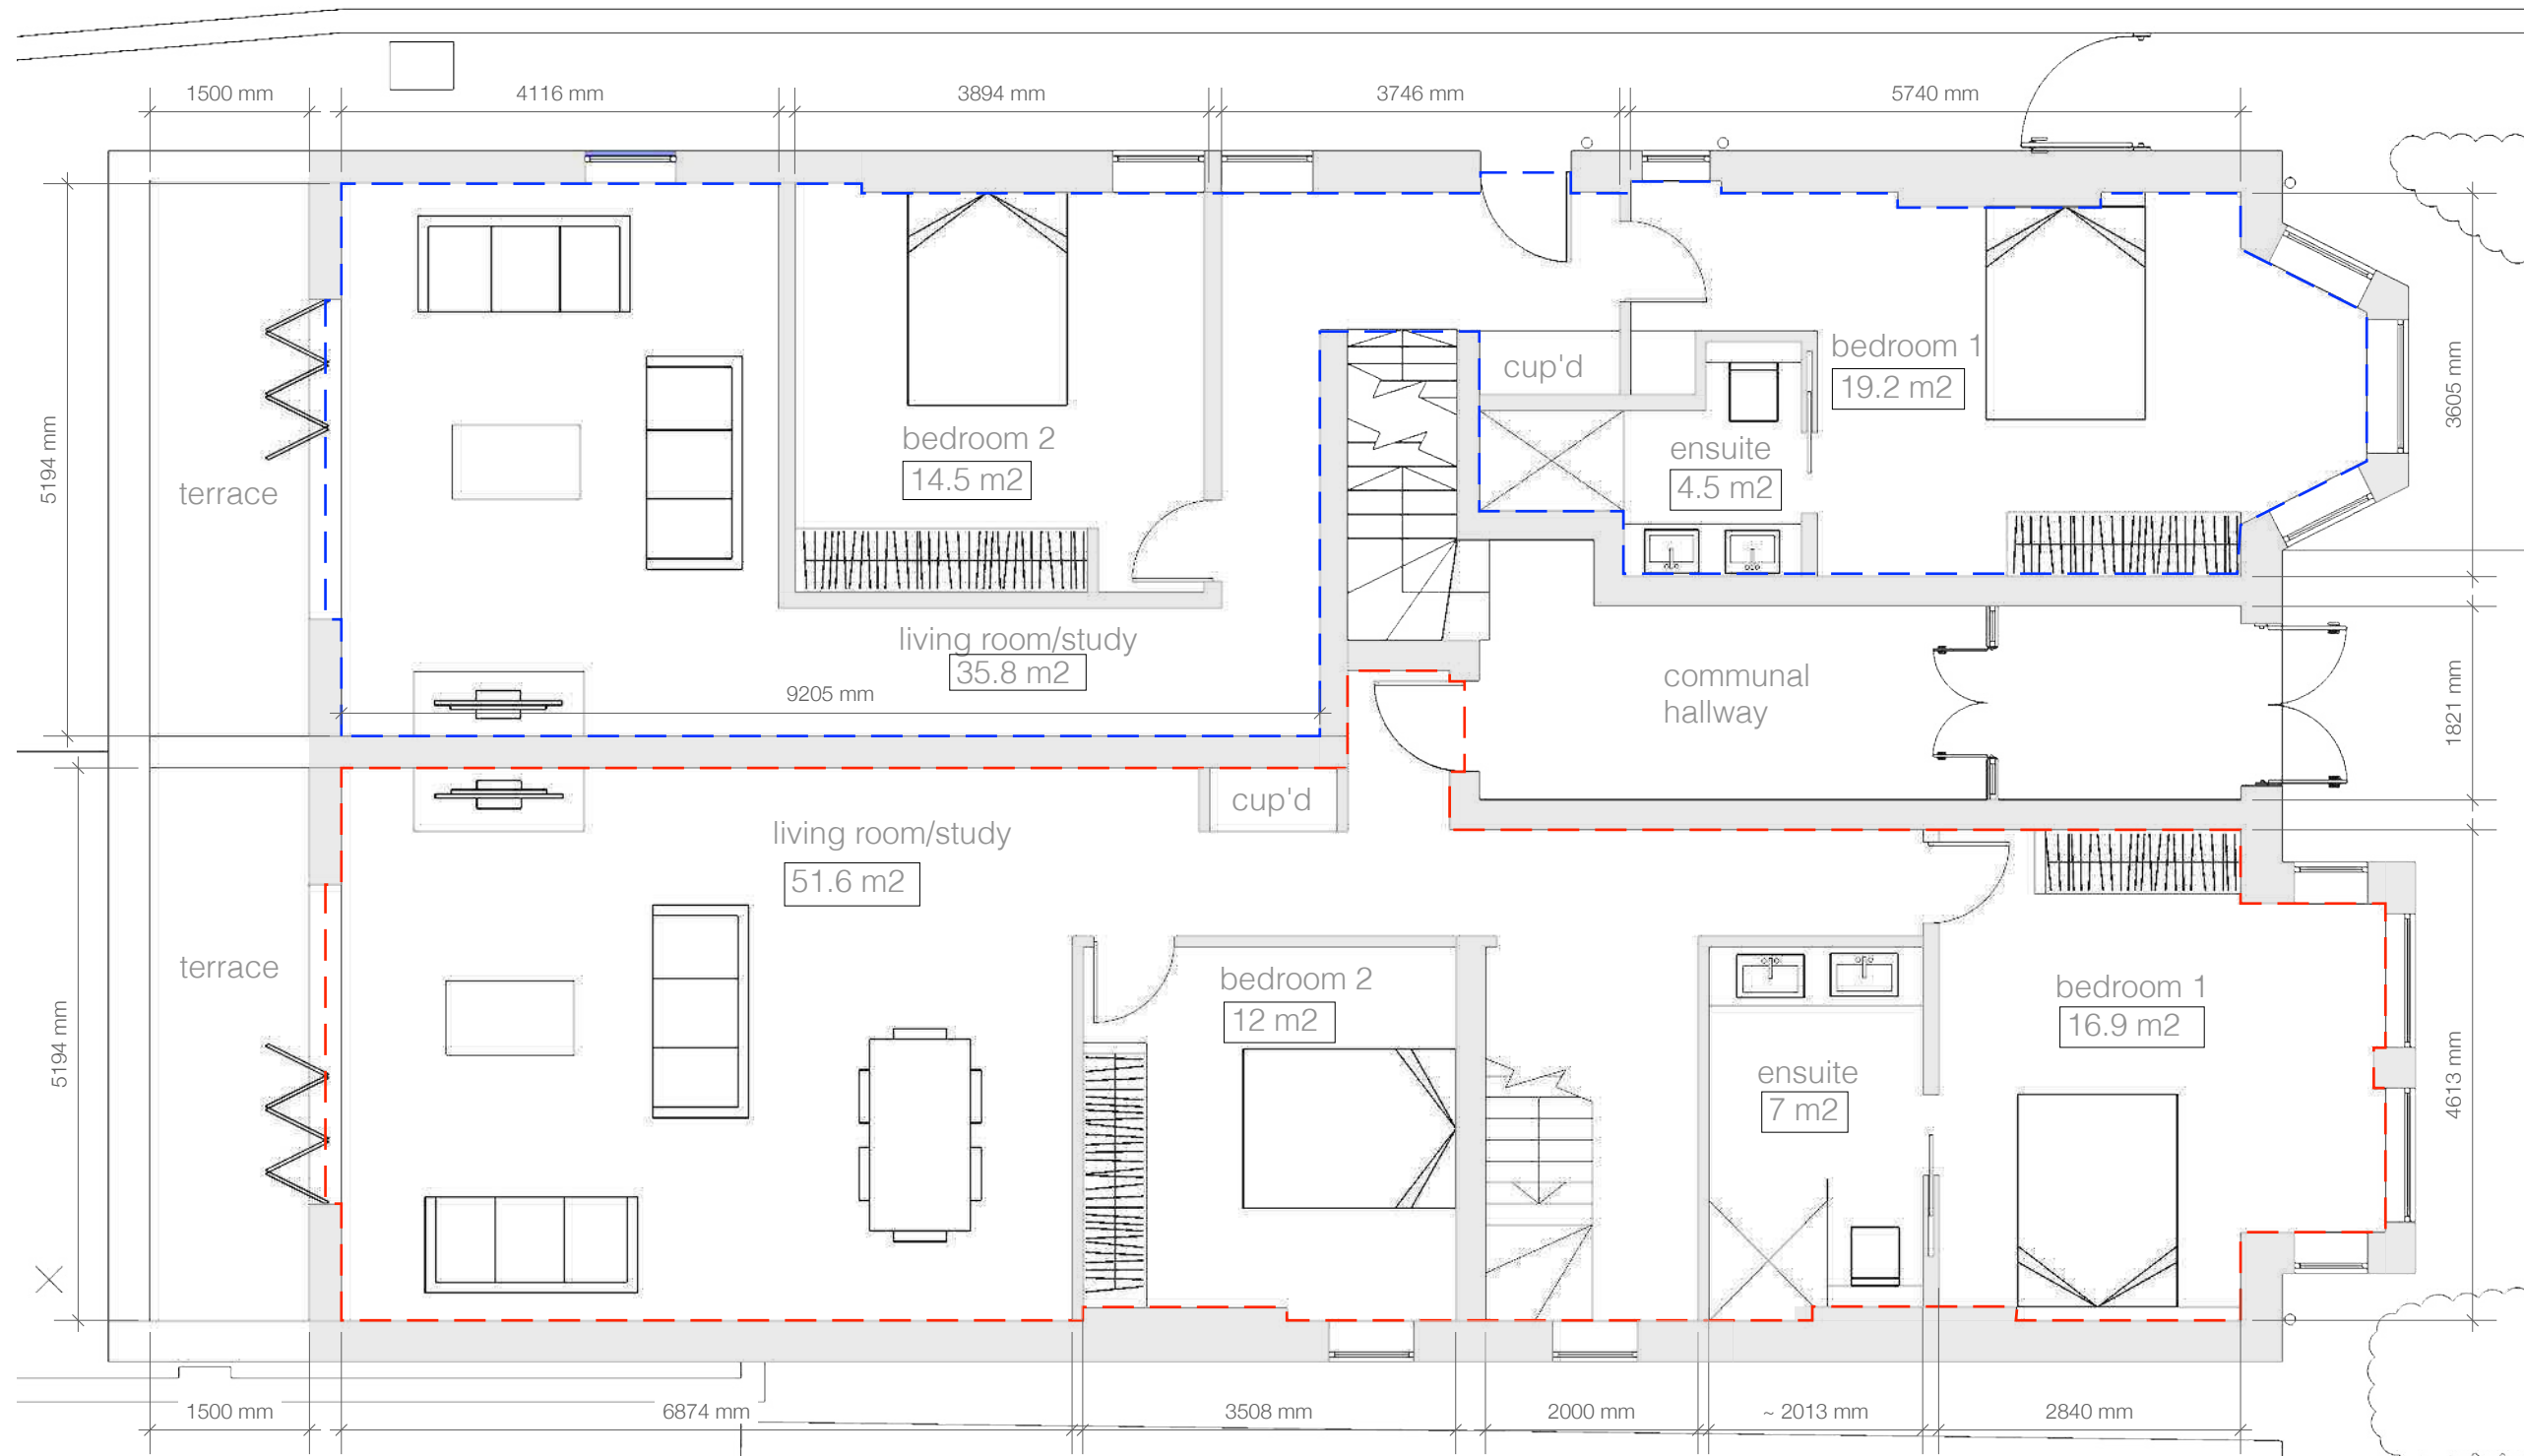 1500 mm
4116 mm
3894 mm
3746 mm
5740 mm
5194 mm
terrace
bedroom 2
14.5 m2
cup'd
ensuite
4.5 m2
bedroom 1
19.2 m2
3605 mm
living room/study
35.8 m2
9205 mm
communal
hallway
1821 mm
cup'd
living room/study
51.6 m2
terrace
5194 mm
bedroom 2
12 m2
ensuite
7 m2
bedroom 1
16.9 m2
4613 mm
1500 mm
6874 mm
3508 mm
2000 mm
~ 2013 mm
2840 mm